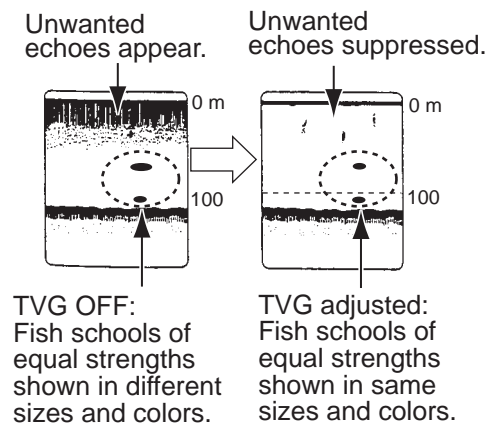 Unwanted
echoes appear.
Unwanted
echoes suppressed.
0 m
100
0 m
100
TVG OFF:
Fish schools of
equal strengths
shown in different
sizes and colors.
TVG adjusted:
Fish schools of
equal strengths
shown in same
sizes and colors.